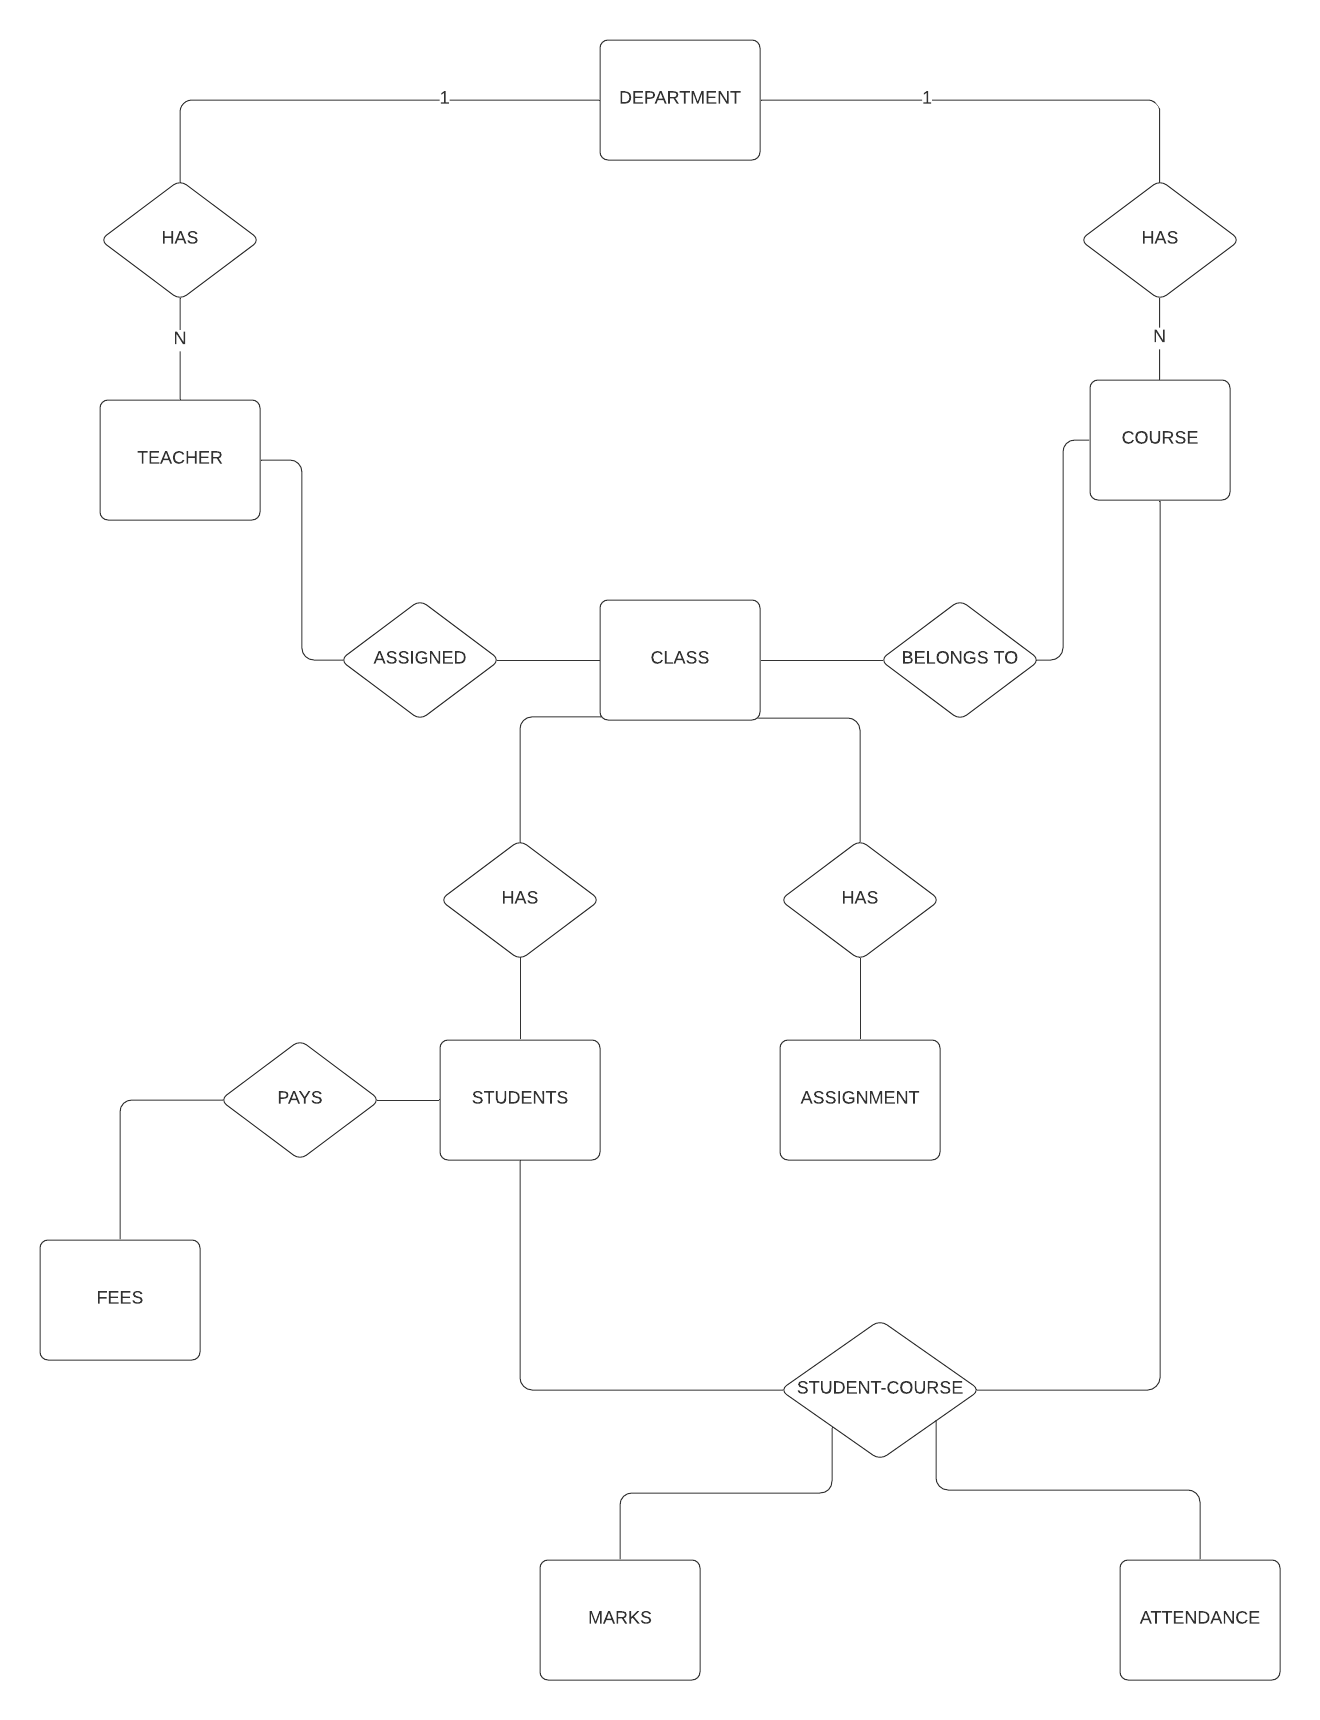 1
DEPARTMENT
1
HAS
HAS
N
N
TEACHER
COURSE
ASSIGNED
CLASS
BELONGS TO
HAS
HAS
PAYS
STUDENTS
ASSIGNMENT
FEES
STUDENT-COURSE
MARKS
ATTENDANCE